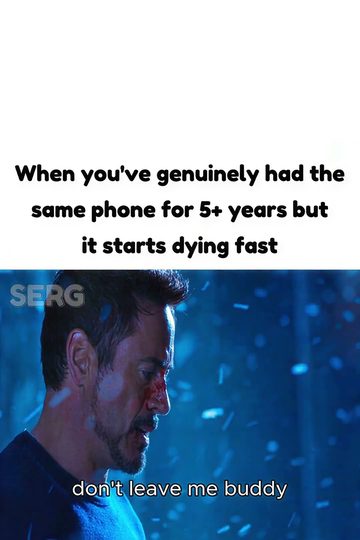 When you've genuinely had the
same phone for 5+ years but
it starts dying fast
SERG
don't leave me buddy